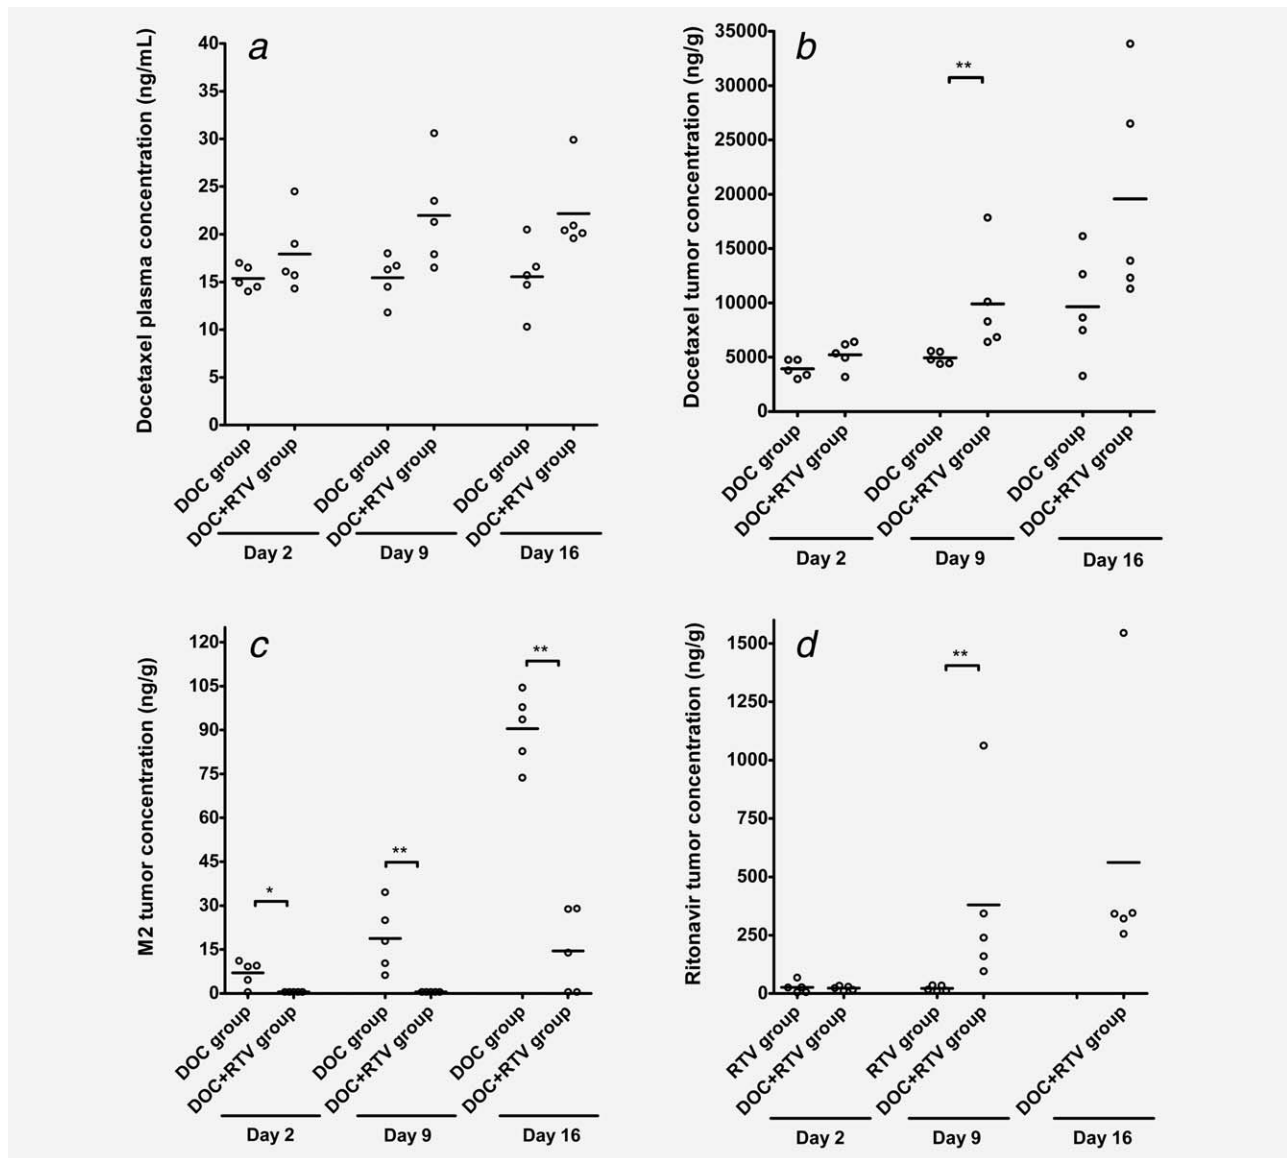 a
Docetaxel plasma concentration (ng/mL)
40
35
30
25
20
15
10
5
0
DOC group
DOC+RTV group
DOC group
DOC+RTV group
DOC group
DOC+RTV group
Day 2
Day 9
Day 16
b
Docetaxel tumor concentration (ng/g)
35000
30000
25000
20000
15000
10000
5000
0
**
DOC group
DOC+RTV group
DOC group
DOC+RTV group
DOC group
DOC+RTV group
Day 2
Day 9
Day 16
c
M2 tumor concentration (ng/g)
120
105
90
75
60
45
30
15
0
*
**
**
DOC group
DOC+RTV group
DOC group
DOC+RTV group
DOC group
DOC+RTV group
Day 2
Day 9
Day 16
d
Ritonavir tumor concentration (ng/g)
1500
1250
1000
750
500
250
0
**
RTV group
DOC+RTV group
RTV group
DOC+RTV group
DOC+RTV group
Day 2
Day 9
Day 16